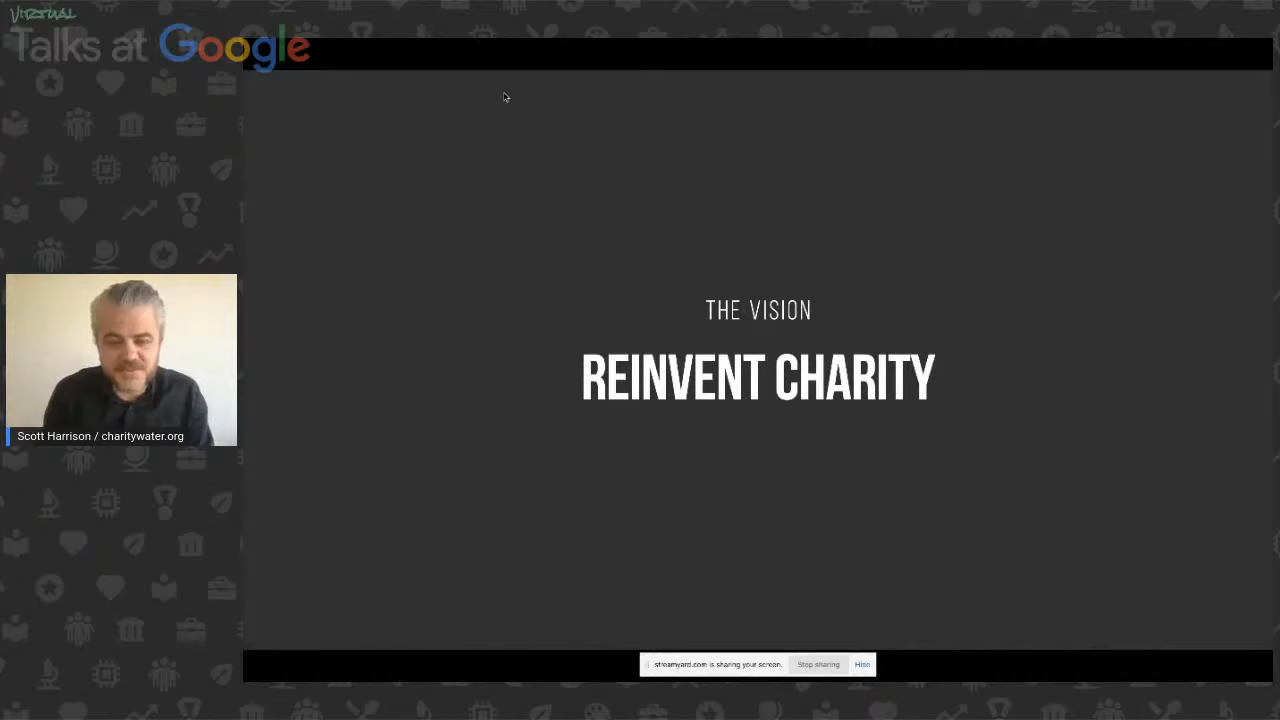 VIRTUAL
Talks at Google
THE VISION
REINVENT CHARITY
Scott Harrison / charitywater.org
streamyard.com is sharing your screen.
Stop sharing
Hide